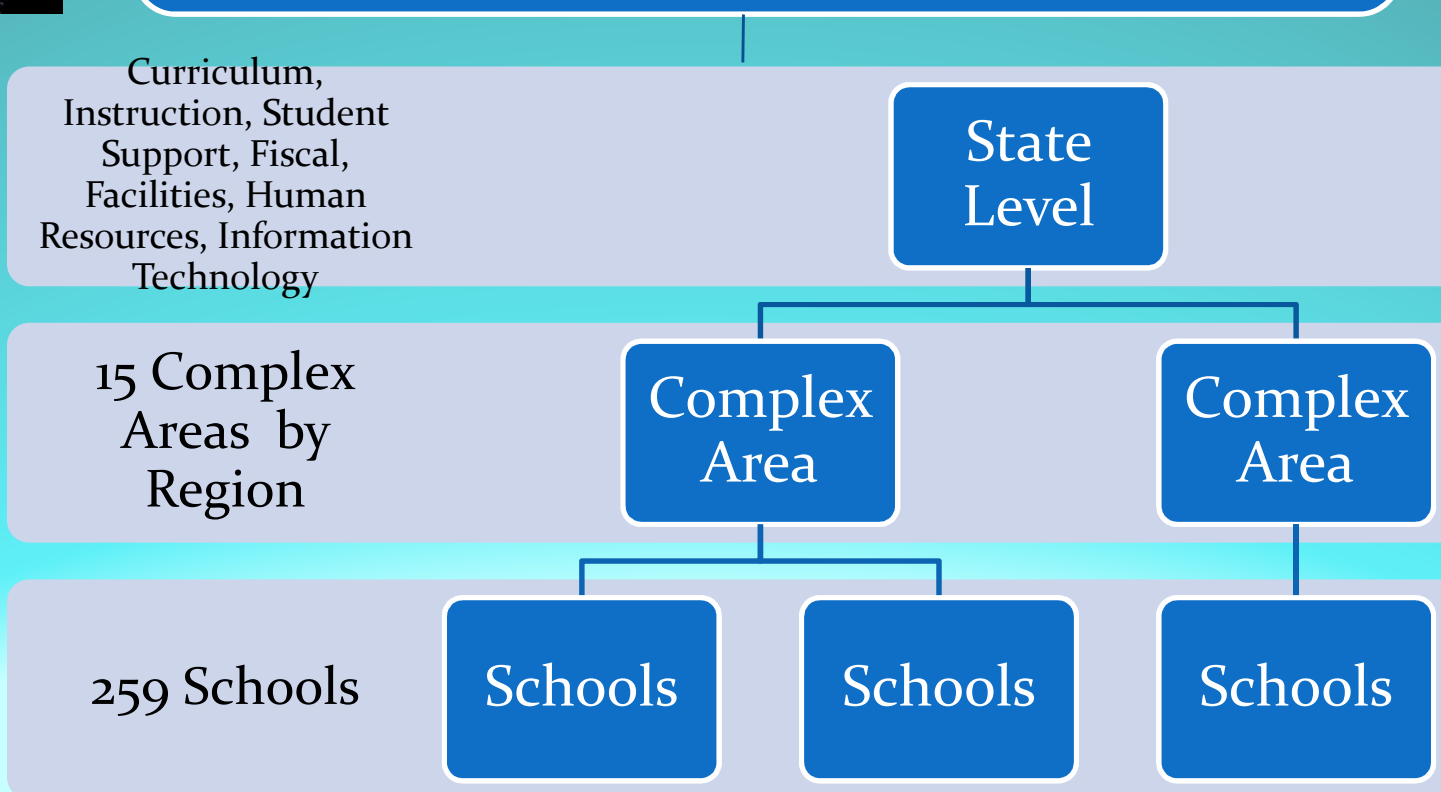 Curriculum,
Instruction, Student
Support, Fiscal,
Facilities, Human
Resources, Information
Technology
State
Level
15 Complex
Areas by
Region
Complex
Area
Complex
Area
259 Schools
Schools
Schools
Schools